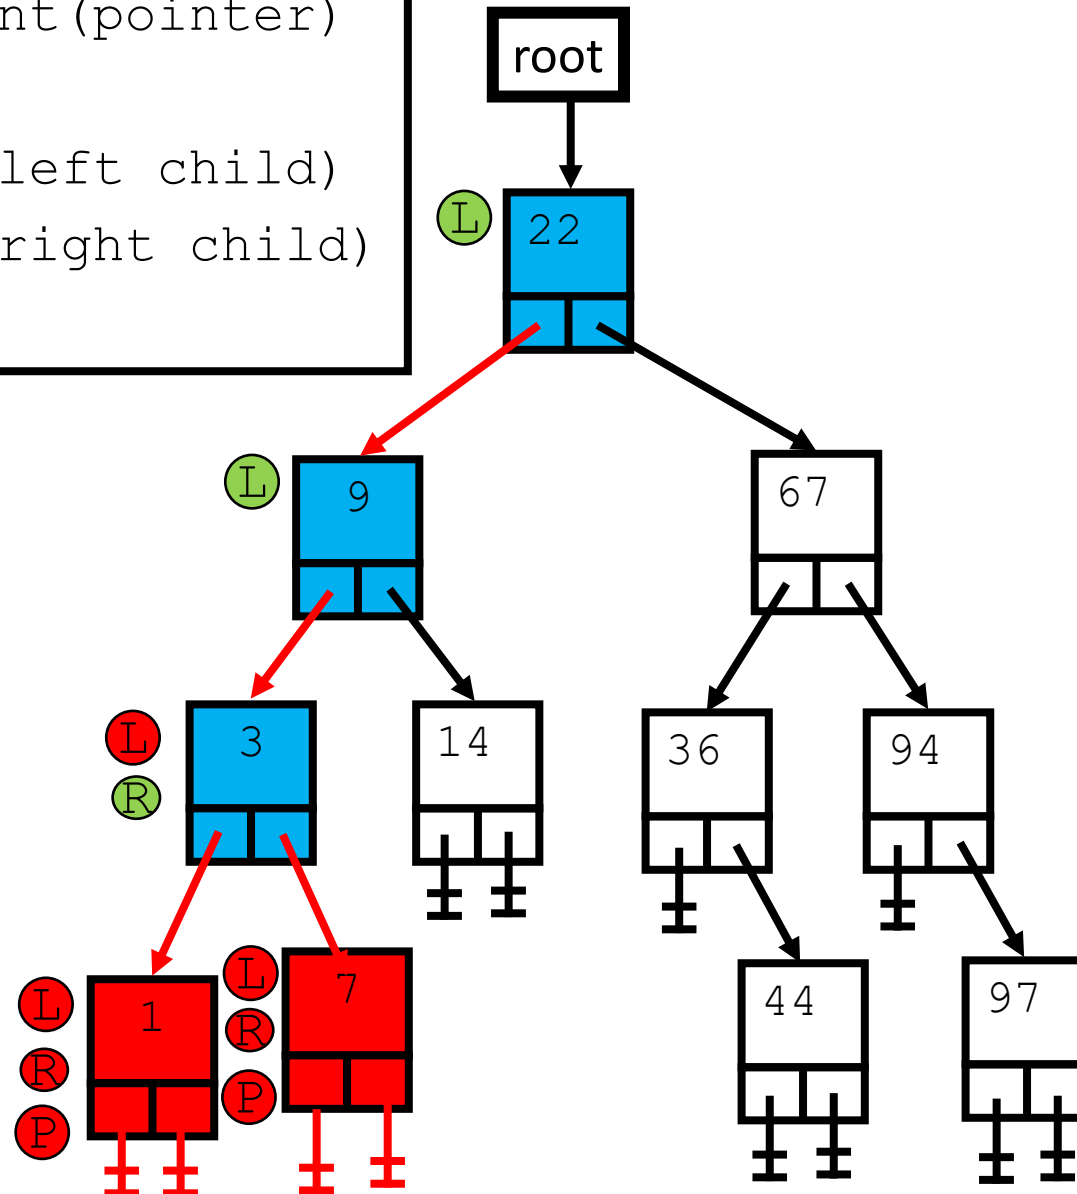 nt(pointer)
root
left child)
L
22
right child)
L
9
67
L
3
14
36
94
R
L
7
L
1
R
44
97
R
P
P